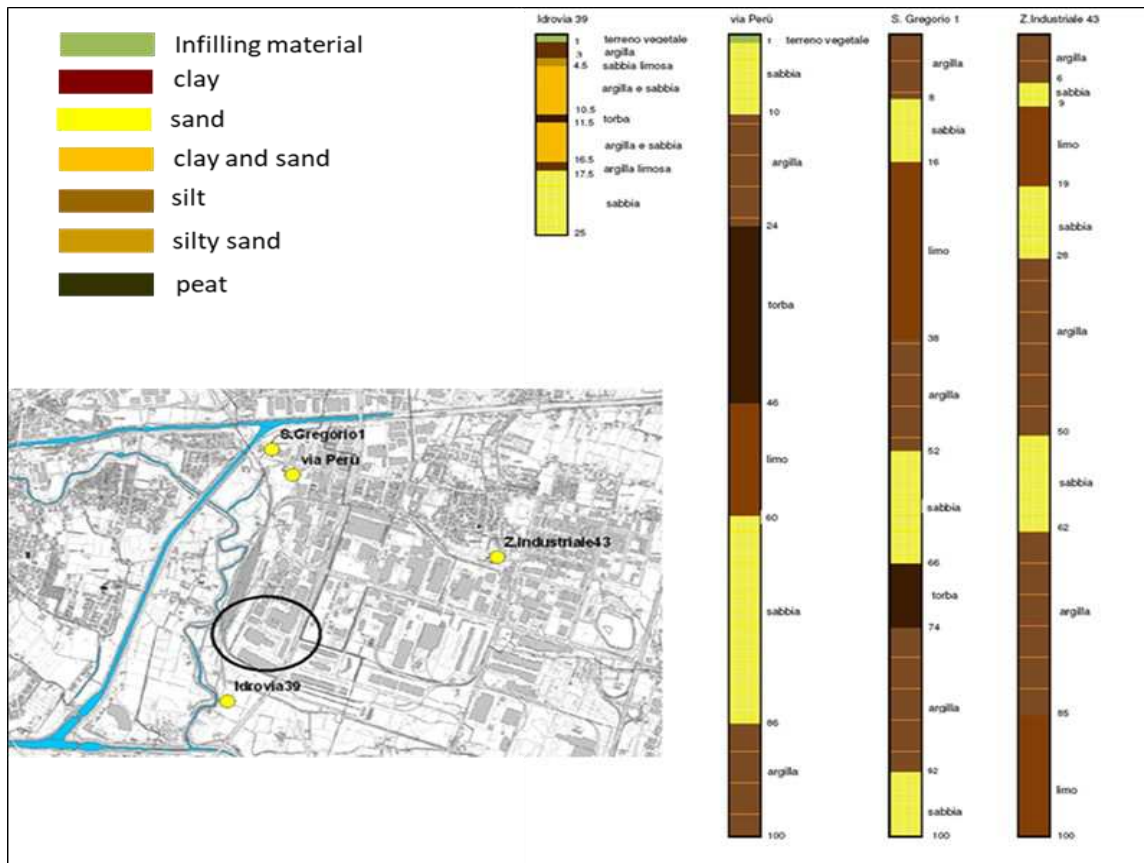 Infilling material
clay
sand
clay and sand
silt
silty sand
peat
Idrovia 39
1 terreno vegetale
3 argilla
4.5 sabbia limosa
argilla e sabbia
10.5
11.5 torba
argilla e sabbia
16.5
17.5 argilla limosa
sabbia
25
via Perù
1 terreno vegetale
sabbia
10
argilla
24
torba
46
limo
60
sabbia
86
argilla
100
S. Gregorio 1
argilla
8
sabbia
16
limo
38
argilla
52
sabbia
66
torba
74
argilla
92
sabbia
100
Z.Industriale 43
argilla
6
sabbia
9
limo
19
sabbia
28
argilla
50
sabbia
62
argilla
85
limo
100
S.Gregorio1
via Perù
Z.Industriale43
Idrovia39